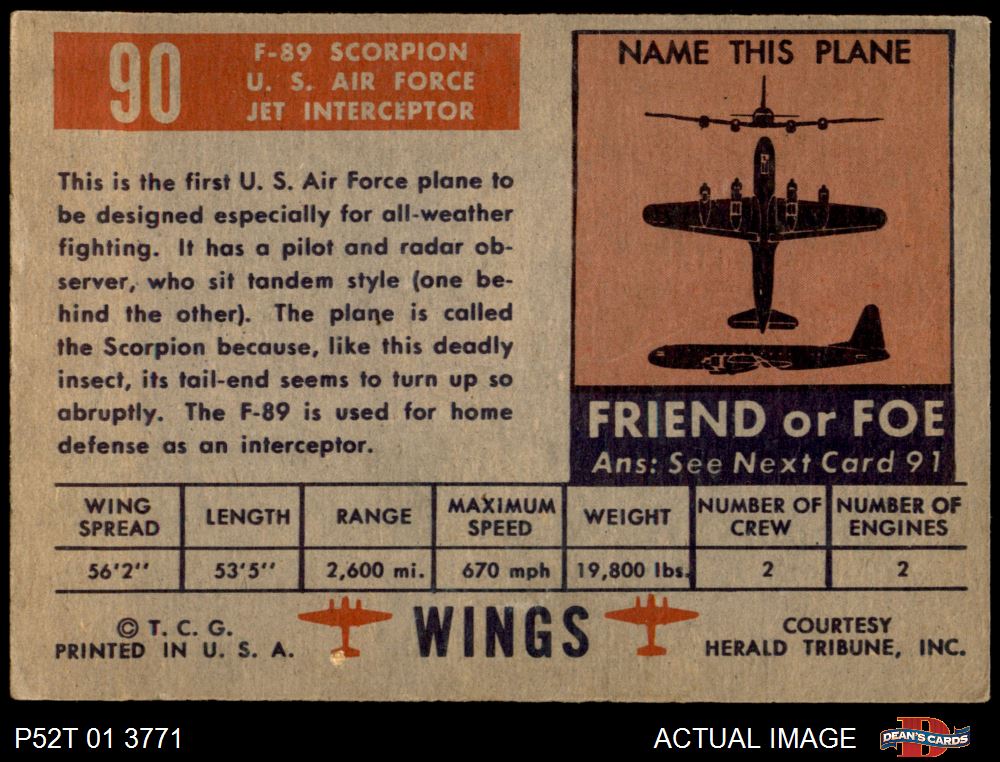 90
F-89 SCORPION
U. S. AIR FORCE
JET INTERCEPTOR
This is the first U. S. Air Force plane to
be designed especially for all-weather
fighting. It has a pilot and radar ob-
server, who sit tandem style (one be-
hind the other). The plane is called
the Scorpion because, like this deadly
insect, its tail-end seems to turn up so
abruptly. The F-89 is used for home
defense as an interceptor.
NAME THIS PLANE
FRIEND or FOE
Ans: See Next Card 91
WING SPREAD LENGTH RANGE MAXIMUM SPEED WEIGHT NUMBER OF CREW NUMBER OF ENGINES
56'2'' 53'5'' 2,600 mi. 670 mph 19,800 lbs. 2 2
© T. C. G.
PRINTED IN U. S. A.
WINGS
COURTESY
HERALD TRIBUNE, INC.
P52T 01 3771
ACTUAL IMAGE
D
DEAN'S CARDS